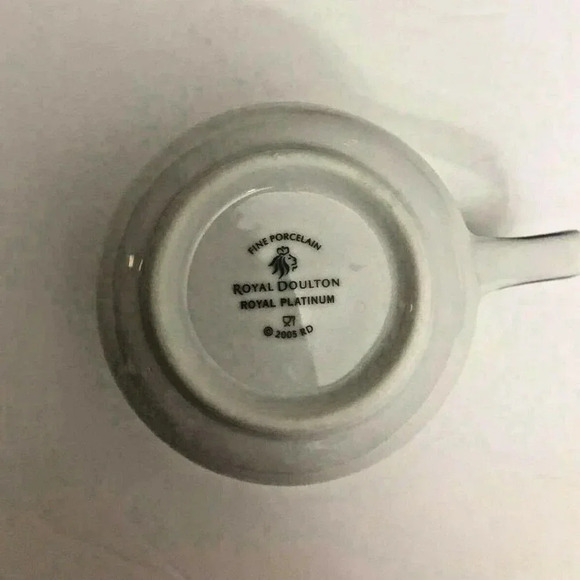 FINE PORCELAIN
ROYAL DOULTON
ROYAL PLATINUM
© 2005 RD